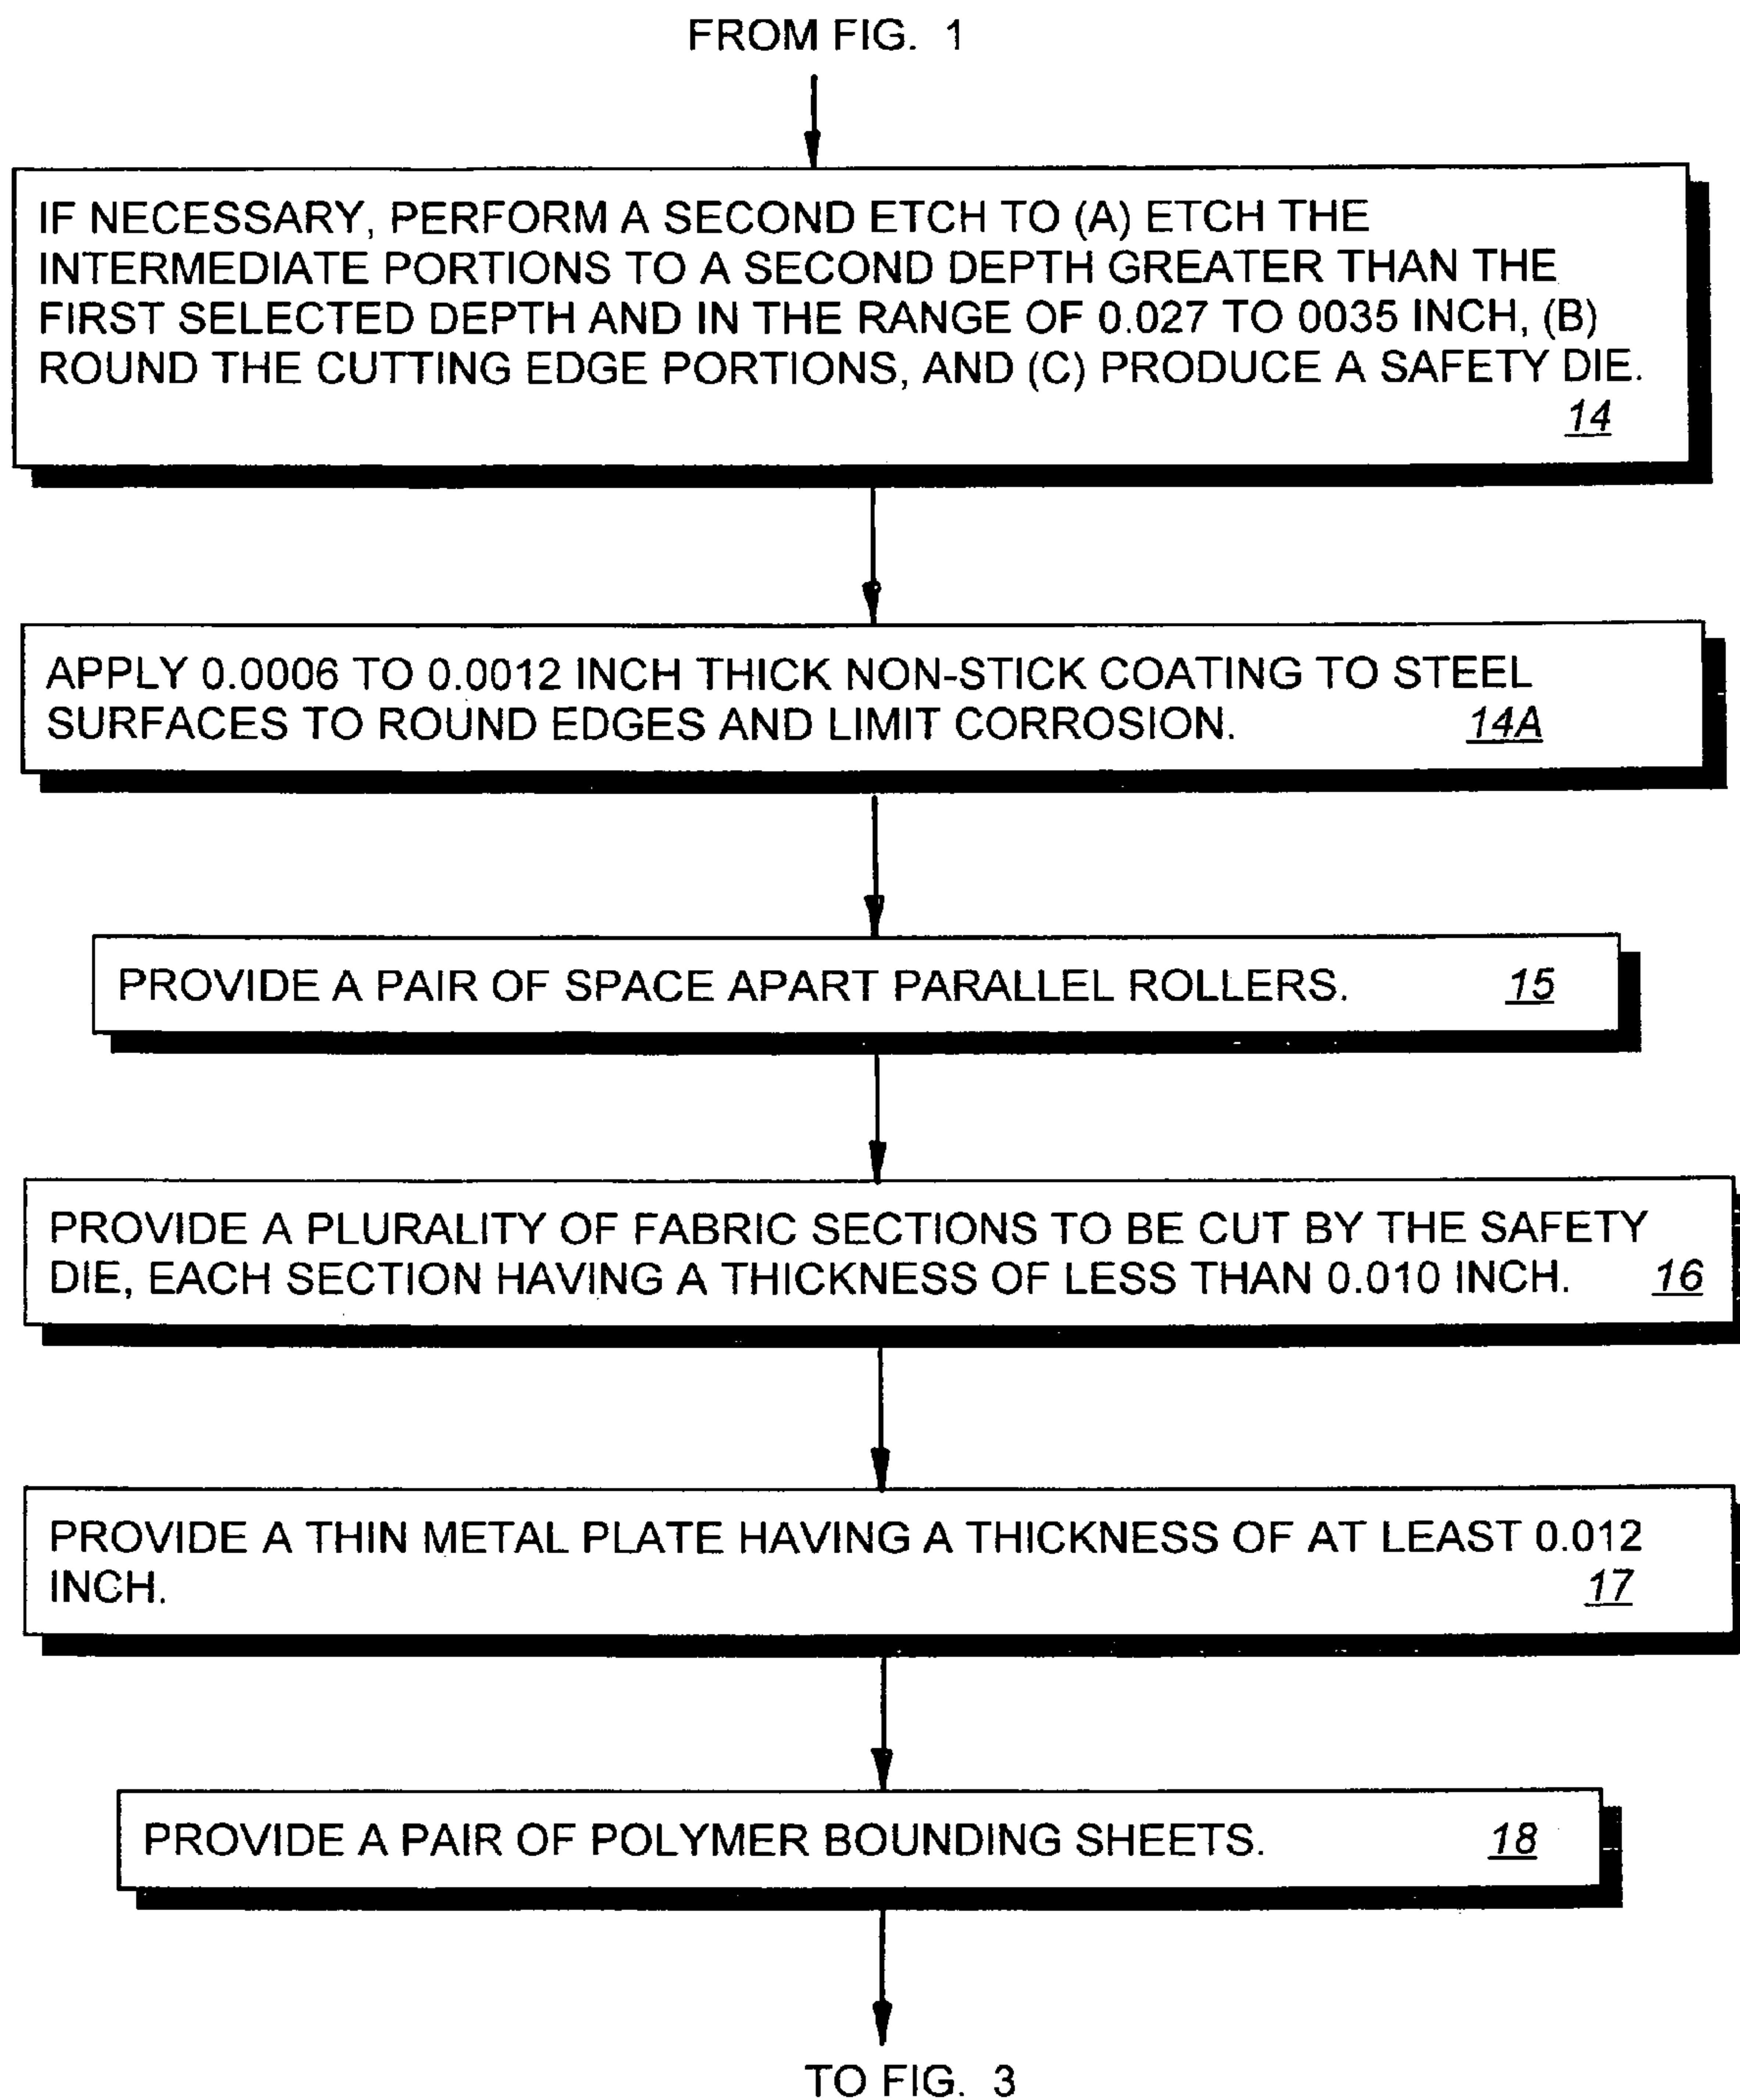 FROM FIG. 1
IF NECESSARY, PERFORM A SECOND ETCH TO (A) ETCH THE
INTERMEDIATE PORTIONS TO A SECOND DEPTH GREATER THAN THE
FIRST SELECTED DEPTH AND IN THE RANGE OF 0.027 TO 0035 INCH, (B)
ROUND THE CUTTING EDGE PORTIONS, AND (C) PRODUCE A SAFETY DIE.
14
APPLY 0.0006 TO 0.0012 INCH THICK NON-STICK COATING TO STEEL
SURFACES TO ROUND EDGES AND LIMIT CORROSION. 14A
PROVIDE A PAIR OF SPACE APART PARALLEL ROLLERS. 15
PROVIDE A PLURALITY OF FABRIC SECTIONS TO BE CUT BY THE SAFETY
DIE, EACH SECTION HAVING A THICKNESS OF LESS THAN 0.010 INCH. 16
PROVIDE A THIN METAL PLATE HAVING A THICKNESS OF AT LEAST 0.012
INCH. 17
PROVIDE A PAIR OF POLYMER BOUNDING SHEETS. 18
TO FIG. 3